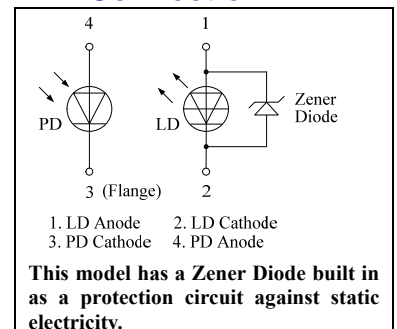 4
1
PD
LD
Zener
Diode
3 (Flange)
2
1. LD Anode 2. LD Cathode
3. PD Cathode 4. PD Anode
This model has a Zener Diode built in
as a protection circuit against static
electricity.